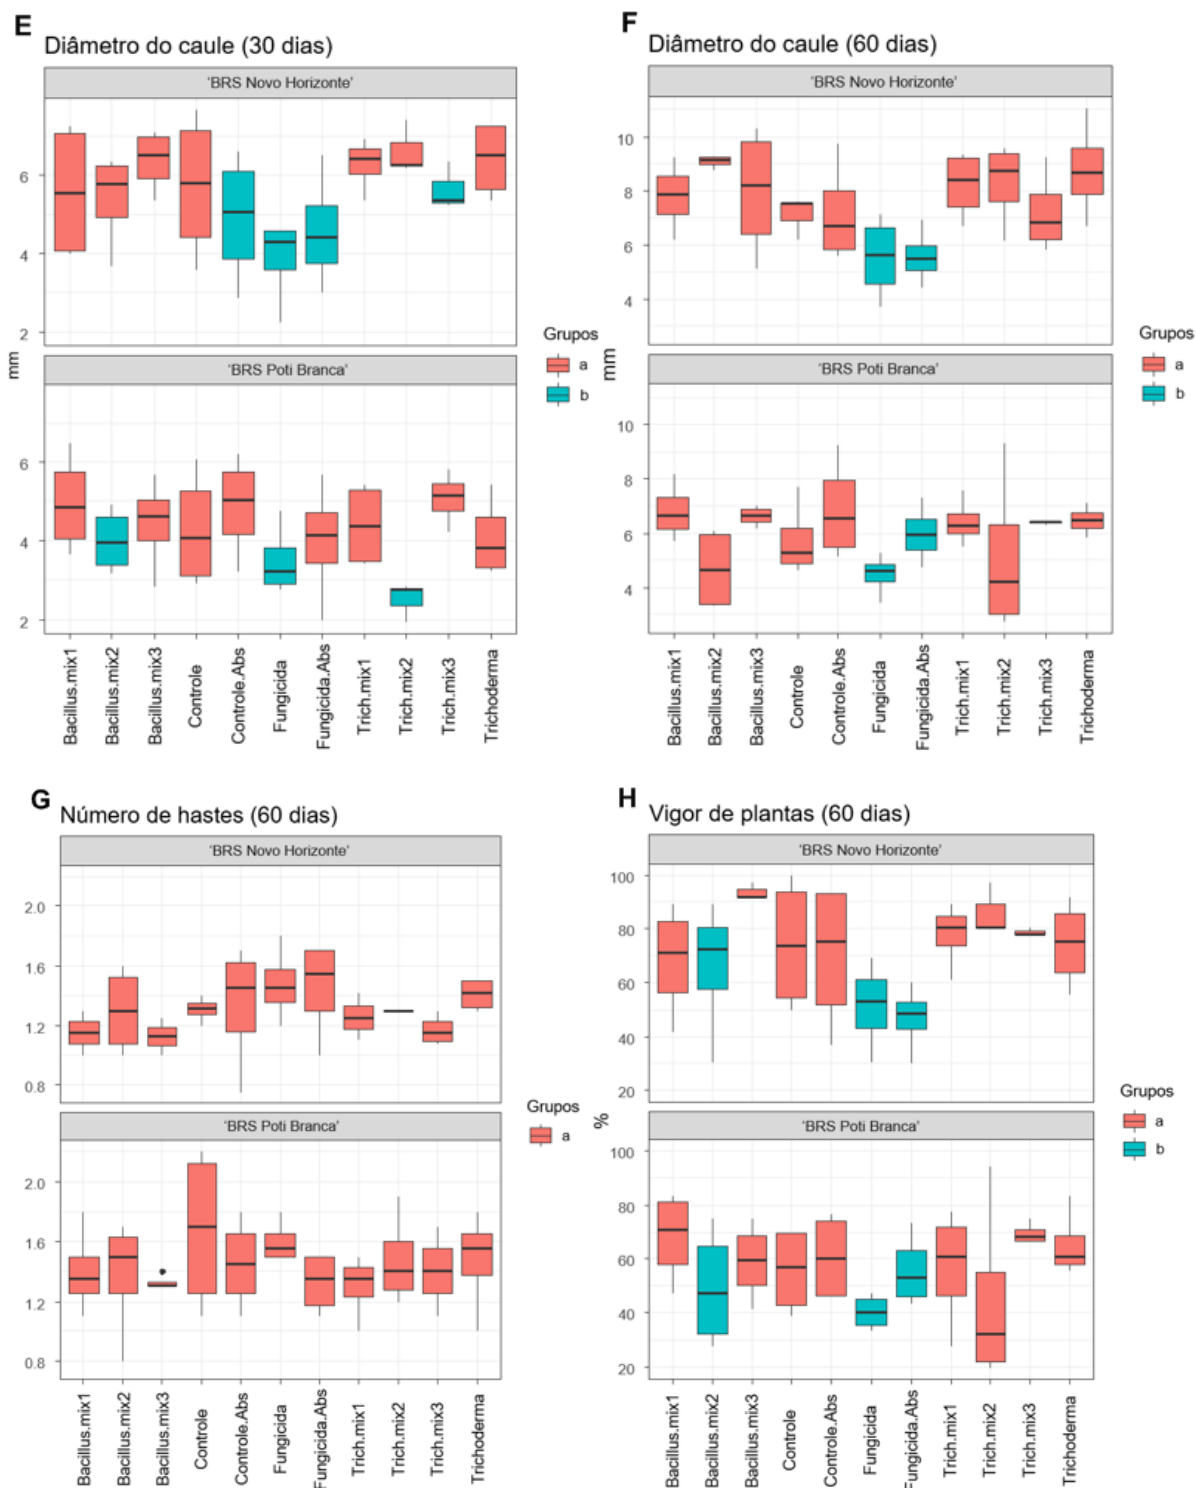 E
Diâmetro do caule (30 dias)
'BRS Novo Horizonte'
6
4
2
mm
'BRS Poti Branca'
6
4
2
Bacillus.mix1
Bacillus.mix2
Bacillus.mix3
Controle
Controle.Abs
Fungicida
Fungicida.Abs
Trich.mix1
Trich.mix2
Trich.mix3
Trichoderma
Grupos
a
b
F
Diâmetro do caule (60 dias)
'BRS Novo Horizonte'
10
8
6
4
mm
'BRS Poti Branca'
10
8
6
4
Bacillus.mix1
Bacillus.mix2
Bacillus.mix3
Controle
Controle.Abs
Fungicida
Fungicida.Abs
Trich.mix1
Trich.mix2
Trich.mix3
Trichoderma
Grupos
a
b
G
Número de hastes (60 dias)
'BRS Novo Horizonte'
2.0
1.6
1.2
0.8
'BRS Poti Branca'
2.0
1.6
1.2
0.8
Bacillus.mix1
Bacillus.mix2
Bacillus.mix3
Controle
Controle.Abs
Fungicida
Fungicida.Abs
Trich.mix1
Trich.mix2
Trich.mix3
Trichoderma
Grupos
a
H
Vigor de plantas (60 dias)
'BRS Novo Horizonte'
100
80
60
40
20
%
'BRS Poti Branca'
100
80
60
40
20
Bacillus.mix1
Bacillus.mix2
Bacillus.mix3
Controle
Controle.Abs
Fungicida
Fungicida.Abs
Trich.mix1
Trich.mix2
Trich.mix3
Trichoderma
Grupos
a
b